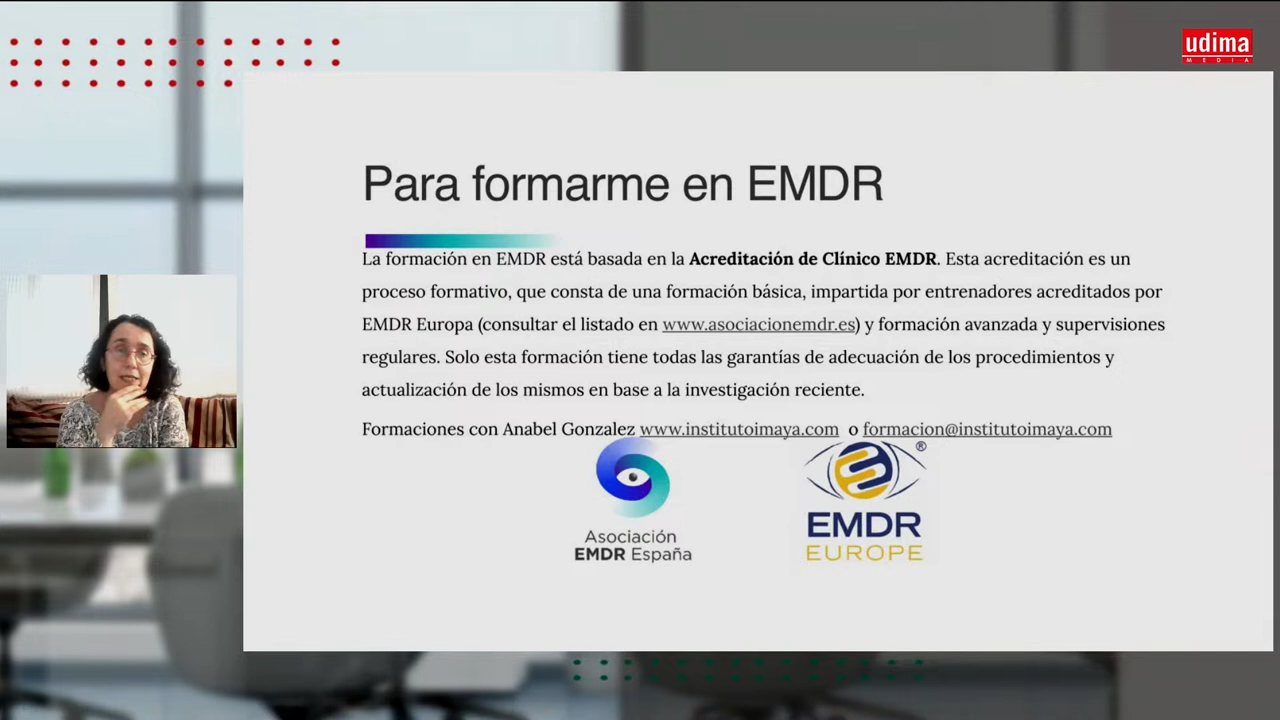 udima
MEDIA
Para formarme en EMDR
La formación en EMDR está basada en la Acreditación de Clínico EMDR. Esta acreditación es un
proceso formativo, que consta de una formación básica, impartida por entrenadores acreditados por
EMDR Europa (consultar el listado en www.asociacionemdr.es) y formación avanzada y supervisiones
regulares. Solo esta formación tiene todas las garantías de adecuación de los procedimientos y
actualización de los mismos en base a la investigación reciente.
Formaciones con Anabel Gonzalez www.institutoimaya.com o formacion@institutoimaya.com
®
Asociación
EMDR España
EMDR
EUROPE